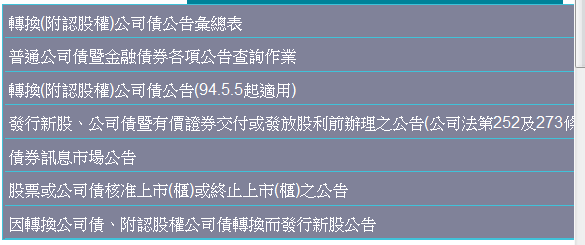 轉換(附認股權)公司債公告彙總表
普通公司債暨金融債券各項公告查詢作業
轉換(附認股權)公司債公告(94.5.5起適用)
發行新股、公司債暨有價證券交付或發放股利前辦理之公告(公司法第252及273條
債券訊息市場公告
股票或公司債核准上市(櫃)或終止上市(櫃)之公告
因轉換公司債、附認股權公司債轉換而發行新股公告